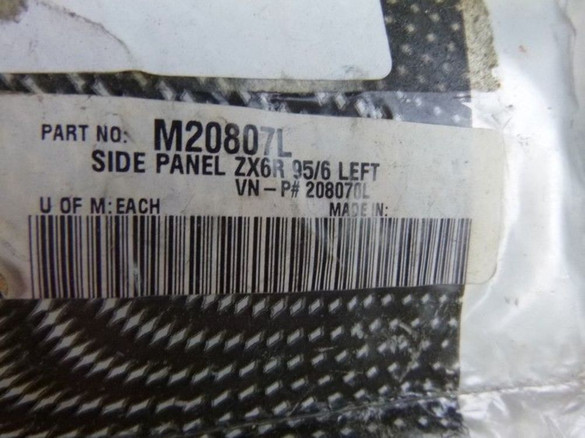 PART NO: M20807L
SIDE PANEL ZX6R 95/6 LEFT
VN-P# 208070L
U OF M: EACH MADE IN: